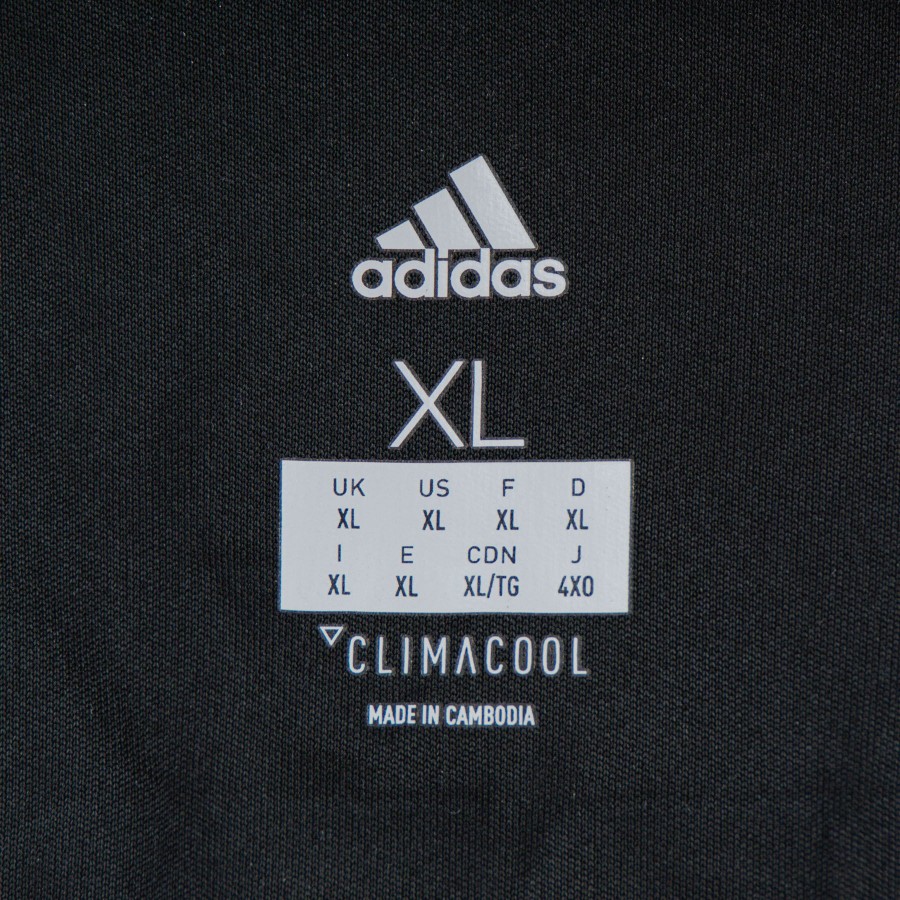 adidas
XL
UK US F D
XL XL XL XL
I E CDN J
XL XL XL/TG 4XO
CLIMACOOL
MADE IN CAMBODIA